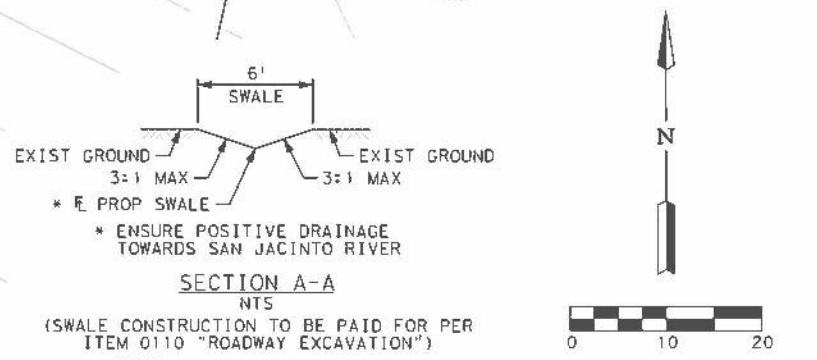 6'
SWALE
EXIST GROUND
EXIST GROUND
3:1 MAX
3:1 MAX
* ℄ PROP SWALE
* ENSURE POSITIVE DRAINAGE
TOWARDS SAN JACINTO RIVER
SECTION A-A
NTS
(SWALE CONSTRUCTION TO BE PAID FOR PER
ITEM 0110 "ROADWAY EXCAVATION")
N
0 10 20